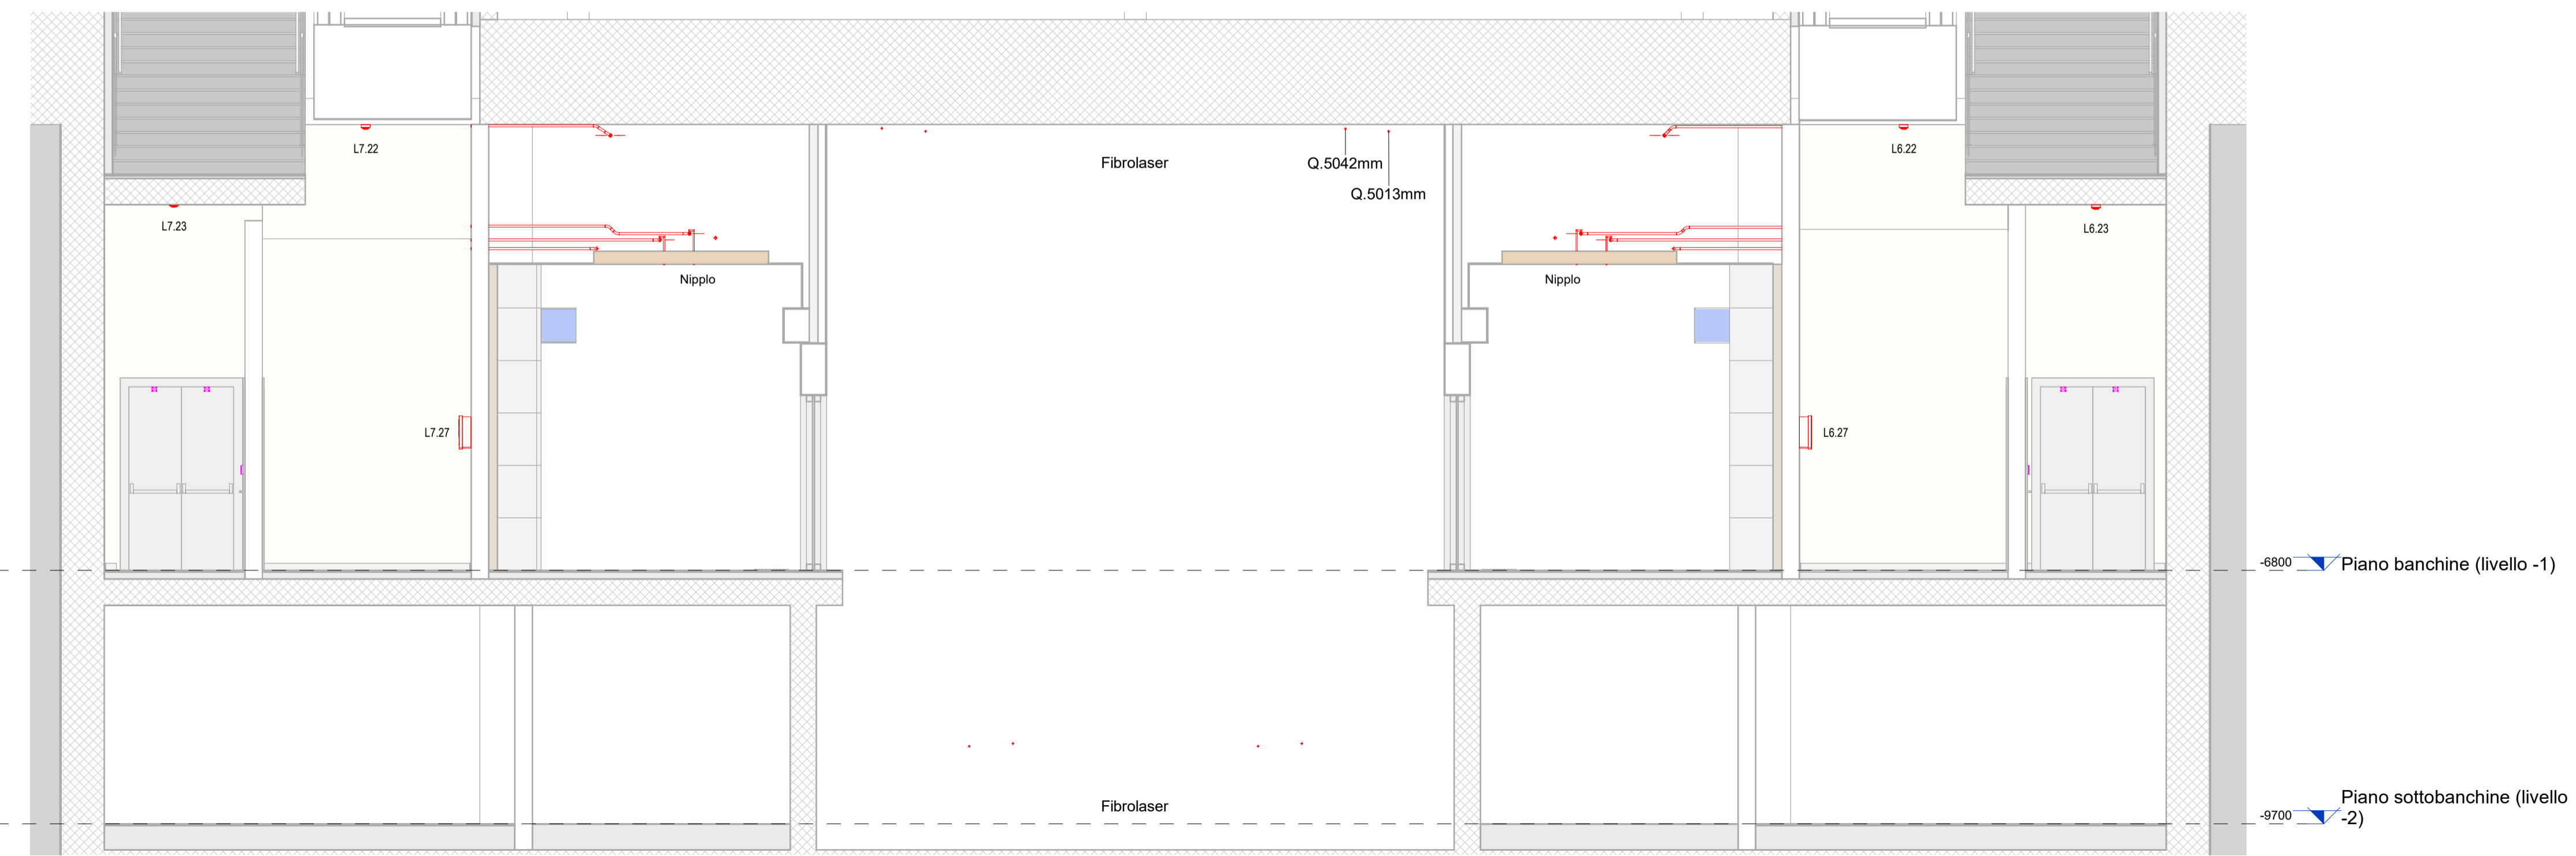 L7.22
L6.22
Fibrolaser
Q.5042mm
Q.5013mm
L7.23
L6.23
Nipplo
Nipplo
L7.27
L6.27
-6800
Piano banchine (livello -1)
Fibrolaser
-9700
Piano sottobanchine (livello
-2)